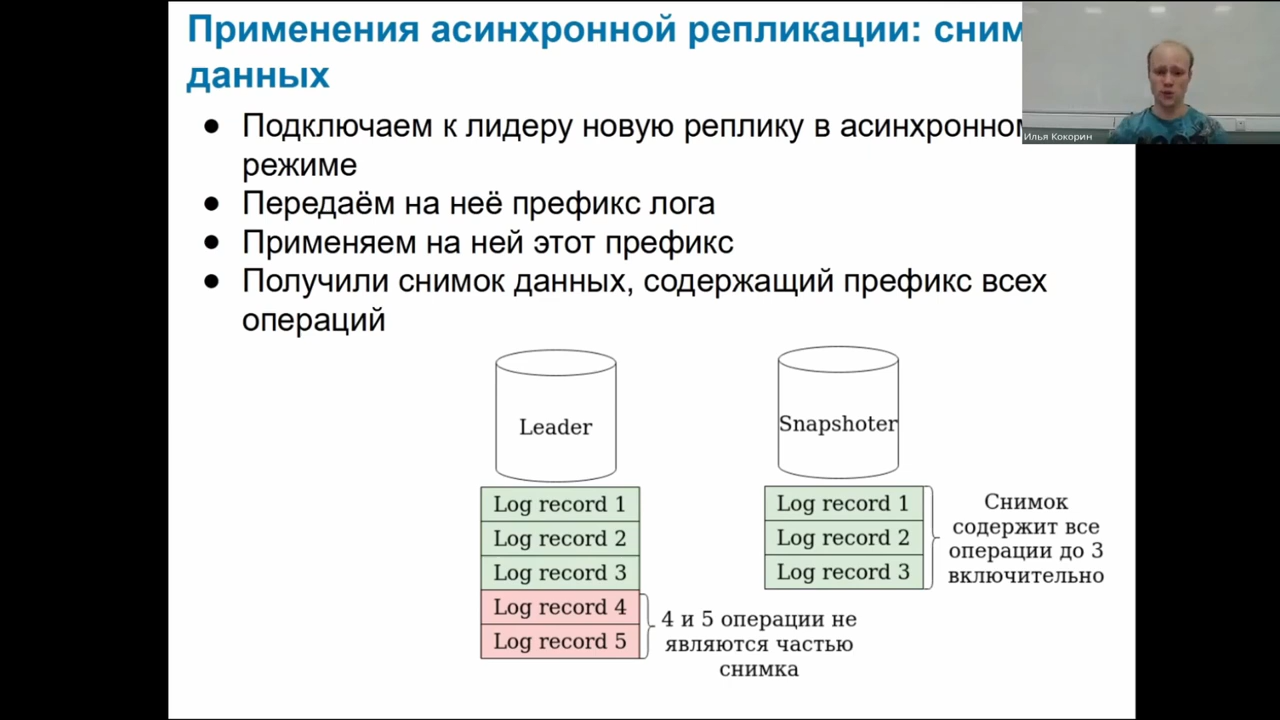 Применения асинхронной репликации: сним
данных
● Подключаем к лидеру новую реплику в асинхронном
режиме
● Передаём на неё префикс лога
● Применяем на ней этот префикс
● Получили снимок данных, содержащий префикс всех
операций
Илья Кокорин
Leader
Snapshoter
Log record 1
Log record 2
Log record 3
Log record 4
Log record 5
Log record 1
Log record 2
Log record 3
Снимок
содержит все
операции до 3
включительно
4 и 5 операции не
являются частью
снимка